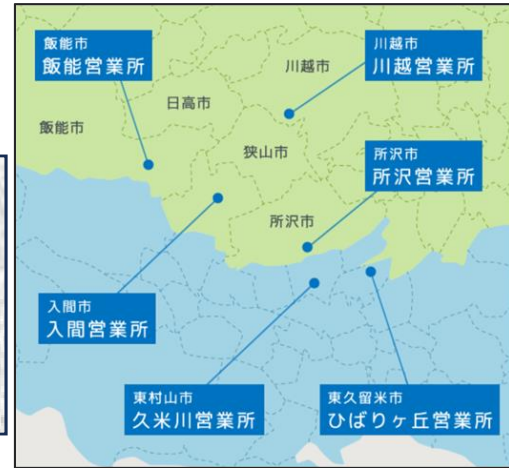 飯能市
飯能営業所
川越市
川越営業所
川越市
日高市
飯能市
狭山市
所沢市
所沢営業所
所沢市
入間市
入間営業所
東村山市
久米川営業所
東久留米市
ひばりヶ丘営業所